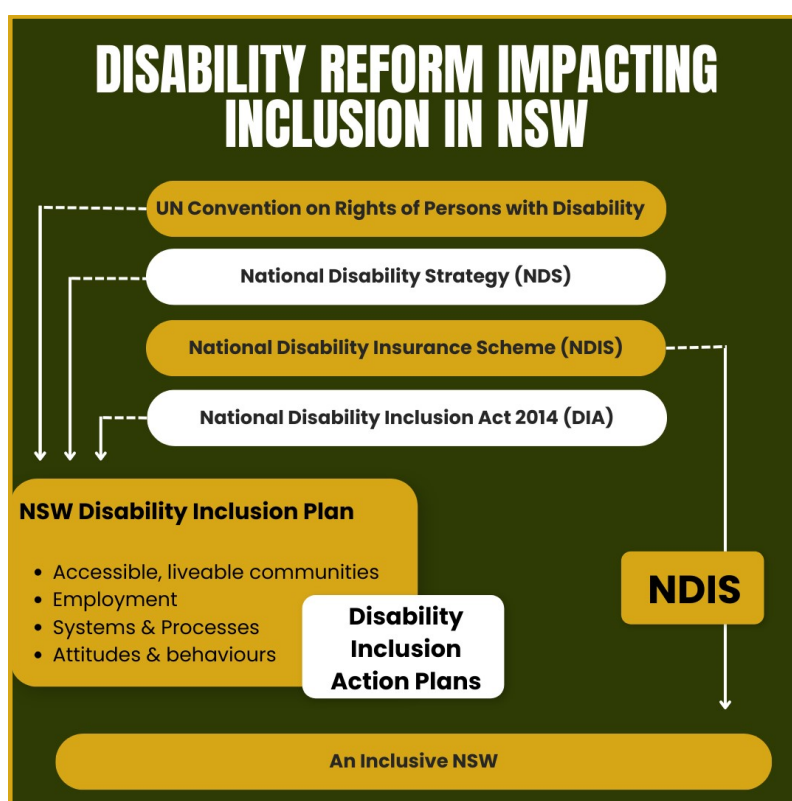 DISABILITY REFORM IMPACTING
INCLUSION IN NSW
UN Convention on Rights of Persons with Disability
National Disability Strategy (NDS)
National Disability Insurance Scheme (NDIS)
National Disability Inclusion Act 2014 (DIA)
NSW Disability Inclusion Plan
• Accessible, liveable communities
• Employment
• Systems & Processes
• Attitudes & behaviours
Disability
Inclusion
Action Plans
NDIS
An Inclusive NSW